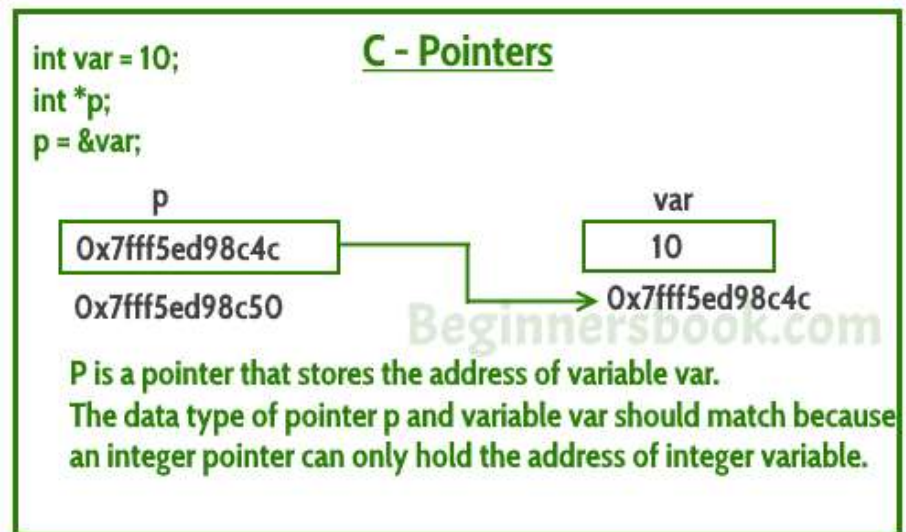 C - Pointers
int var = 10;
int *p;
p = &var;
p
var
0x7fff5ed98c4c
10
0x7fff5ed98c50
0x7fff5ed98c4c
Beginnersbook.com
P is a pointer that stores the address of variable var.
The data type of pointer p and variable var should match because
an integer pointer can only hold the address of integer variable.